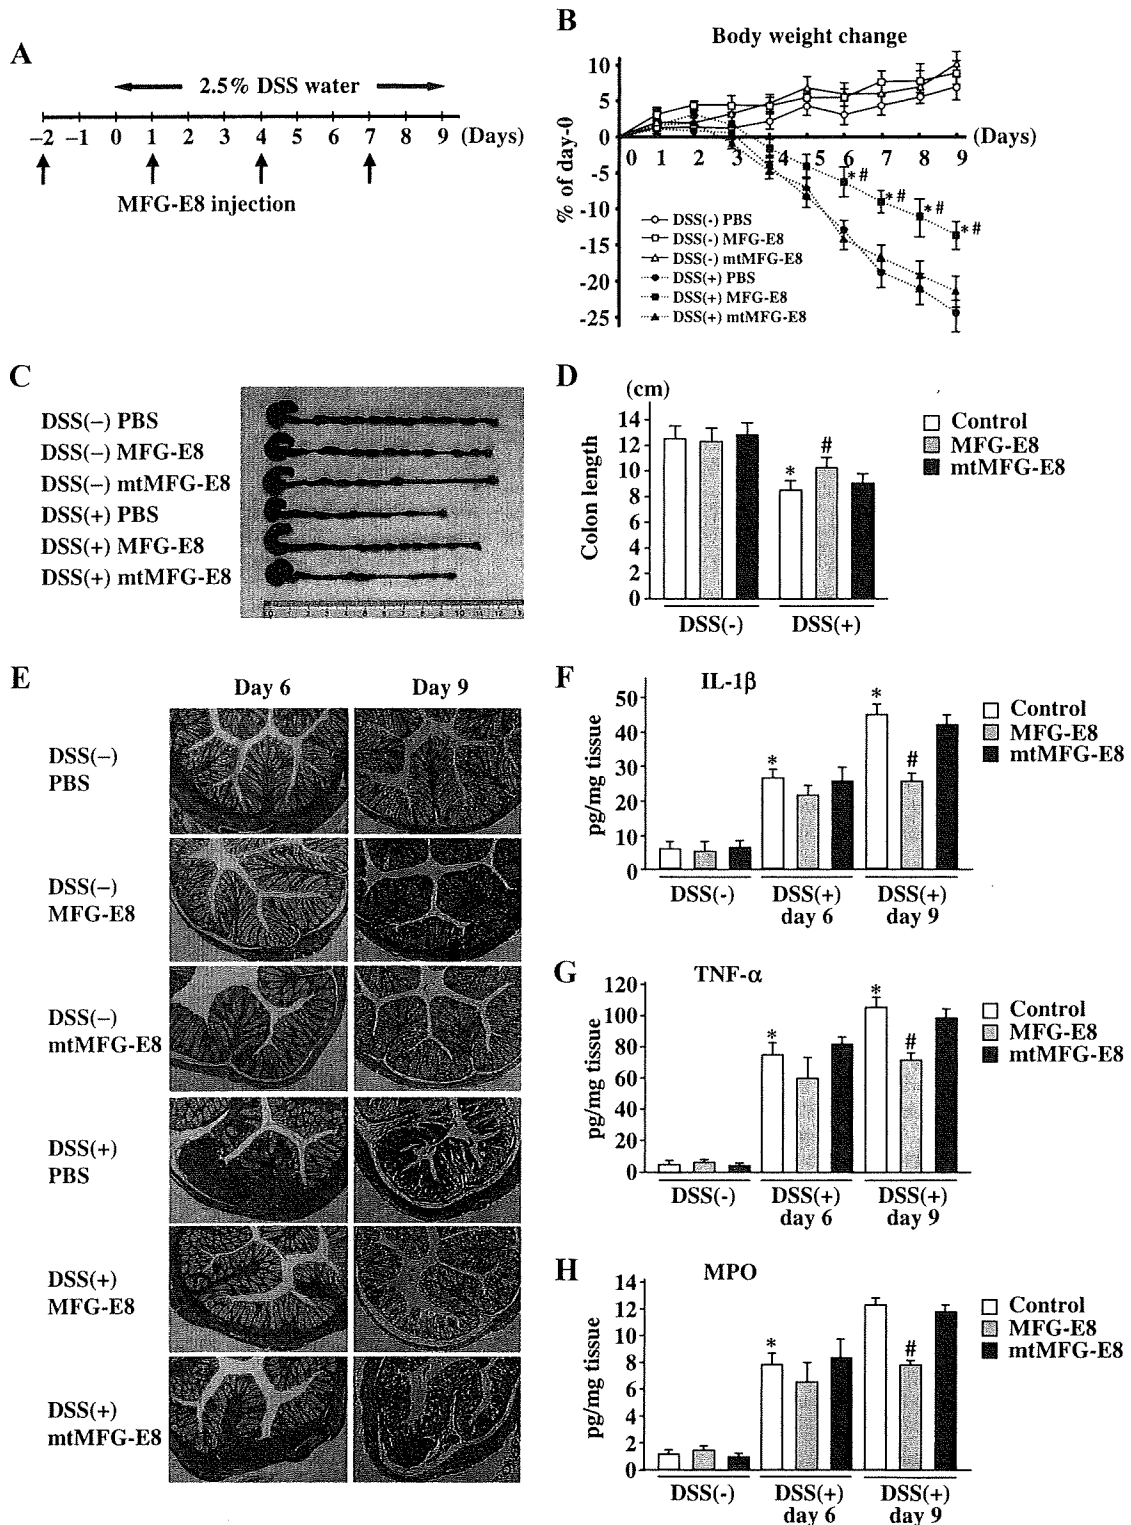 A
2.5% DSS water
−2 −1 0 1 2 3 4 5 6 7 8 9 (Days)
MFG-E8 injection
B
Body weight change
% of day-0
10
5
0
-5
-10
-15
-20
-25
0 1 2 3 4 5 6 7 8 9 (Days)
*# *# *# *#
DSS(-) PBS
DSS(-) MFG-E8
DSS(-) mtMFG-E8
DSS(+) PBS
DSS(+) MFG-E8
DSS(+) mtMFG-E8
C
DSS(−) PBS
DSS(−) MFG-E8
DSS(−) mtMFG-E8
DSS(+) PBS
DSS(+) MFG-E8
DSS(+) mtMFG-E8
D
(cm)
Colon length
14
12
10
8
6
4
2
0
* #
DSS(-) DSS(+)
Control
MFG-E8
mtMFG-E8
E
Day 6 Day 9
DSS(−)
PBS
DSS(−)
MFG-E8
DSS(−)
mtMFG-E8
DSS(+)
PBS
DSS(+)
MFG-E8
DSS(+)
mtMFG-E8
F
IL-1β
pg/mg tissue
50
40
30
20
10
0
* * #
DSS(-) DSS(+) DSS(+)
day 6 day 9
Control
MFG-E8
mtMFG-E8
G
TNF-α
pg/mg tissue
120
100
80
60
40
20
0
* * #
DSS(-) DSS(+) DSS(+)
day 6 day 9
Control
MFG-E8
mtMFG-E8
H
MPO
pg/mg tissue
14
12
10
8
6
4
2
0
* #
DSS(-) DSS(+) DSS(+)
day 6 day 9
Control
MFG-E8
mtMFG-E8